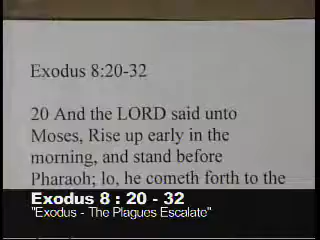 Exodus 8:20-32
20 And the LORD said unto
Moses, Rise up early in the
morning, and stand before
Pharaoh; lo, he cometh forth to the
Exodus 8 : 20 - 32
"Exodus - The Plagues Escalate"